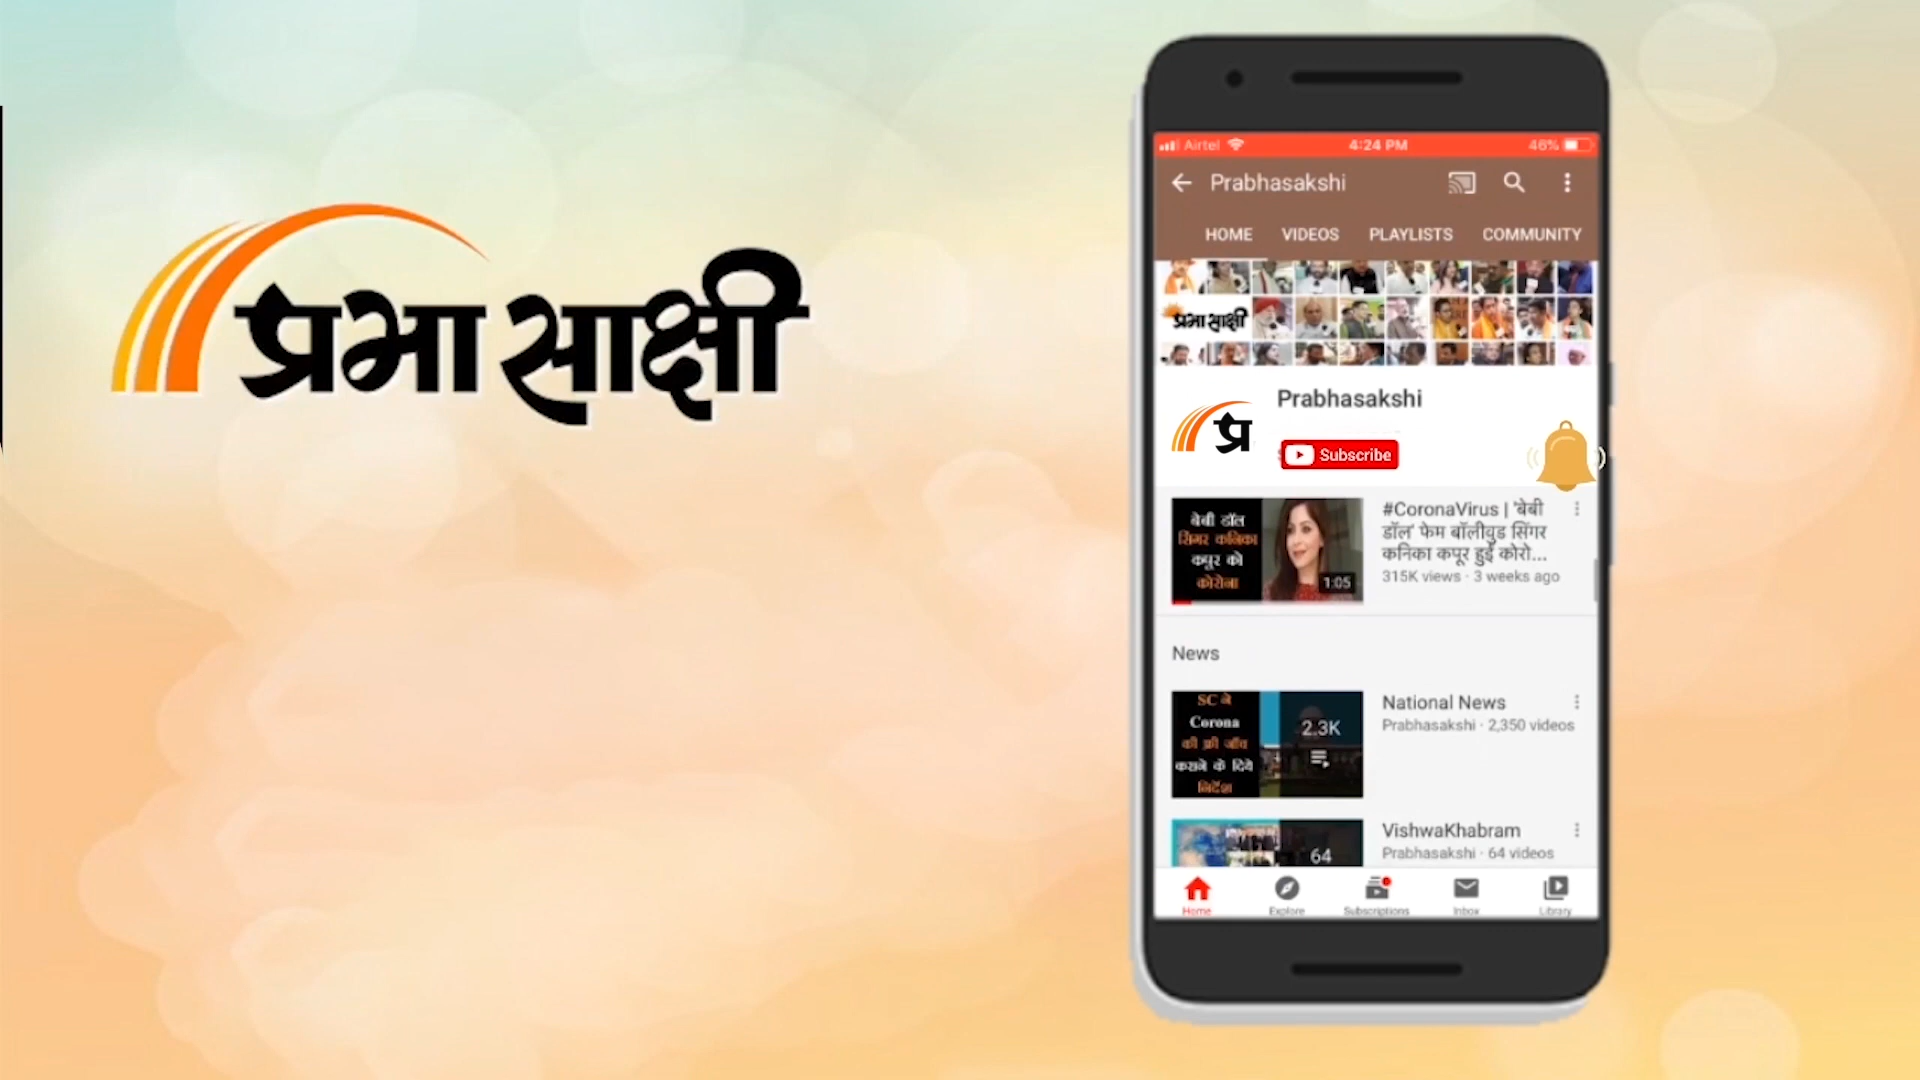 प्रभा साक्षी
Airtel 4:24 PM 46%
Prabhasakshi
HOME VIDEOS PLAYLISTS COMMUNITY
प्रभा साक्षी
Prabhasakshi
प्र
Subscribe
बेबी डॉल
सिंगर कनिका
कपूर को
कोरोना
1:05
#CoronaVirus | 'बेबी
डॉल' फेम बॉलीवुड सिंगर
कनिका कपूर हुईं कोरो...
315K views · 3 weeks ago
News
SC ने
Corona
की फ्री जाँच
कराने के दिये
निर्देश
2.3K
National News
Prabhasakshi · 2,350 videos
64
VishwaKhabram
Prabhasakshi · 64 videos
Home Explore Subscriptions Inbox Library